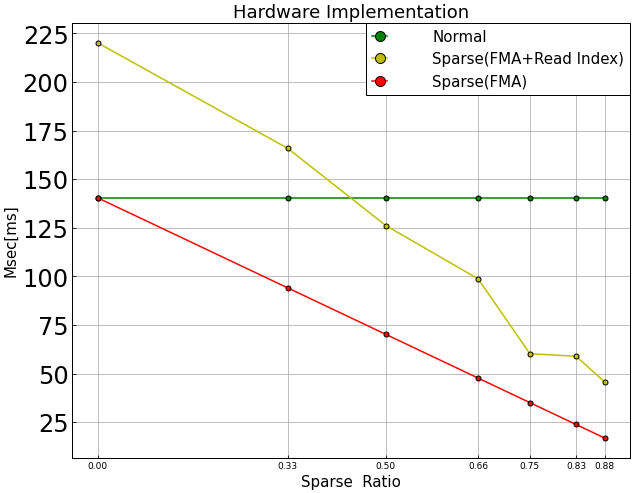 Hardware Implementation
Normal
Sparse(FMA+Read Index)
Sparse(FMA)
225
200
175
150
125
100
75
50
25
Msec[ms]
0.00 0.33 0.50 0.66 0.75 0.83 0.88
Sparse Ratio